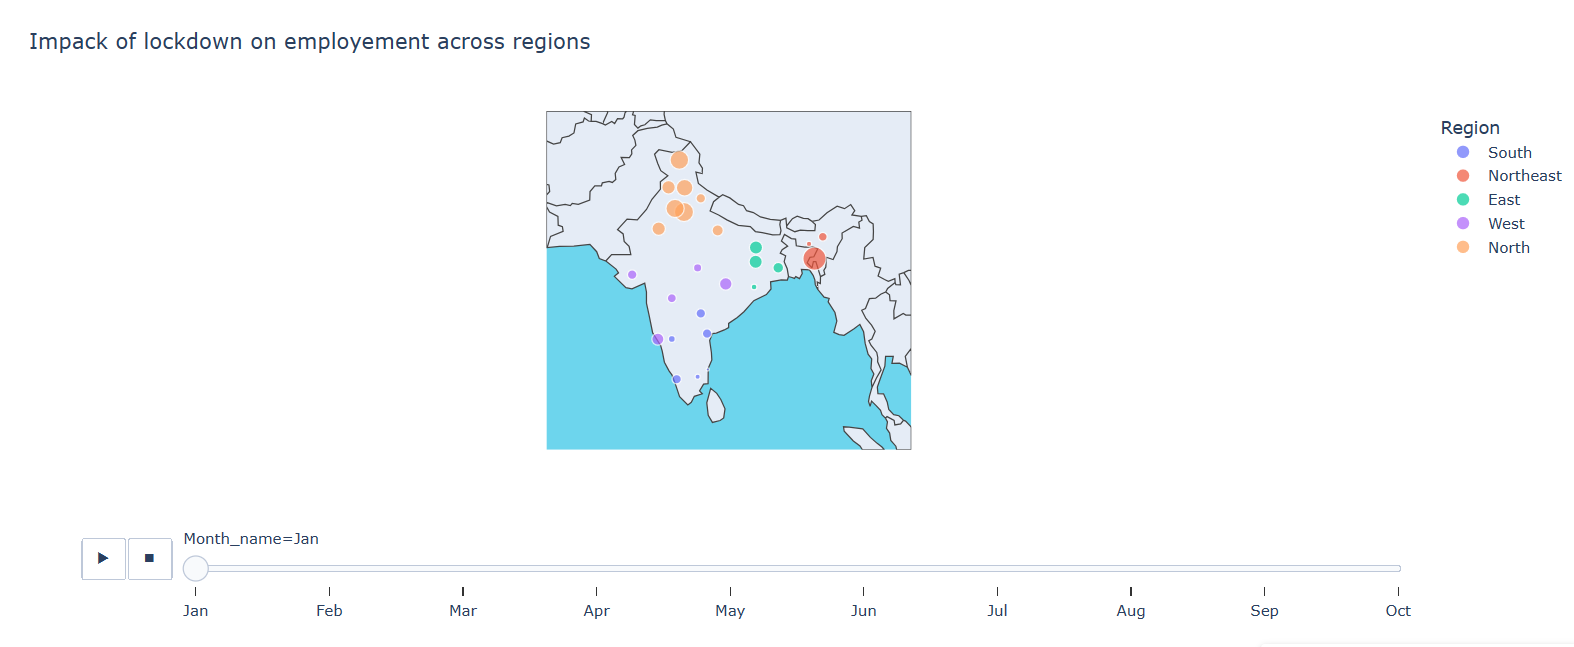 Impack of lockdown on employement across regions
Region
South
Northeast
East
West
North
Month_name=Jan
Jan Feb Mar Apr May Jun Jul Aug Sep Oct